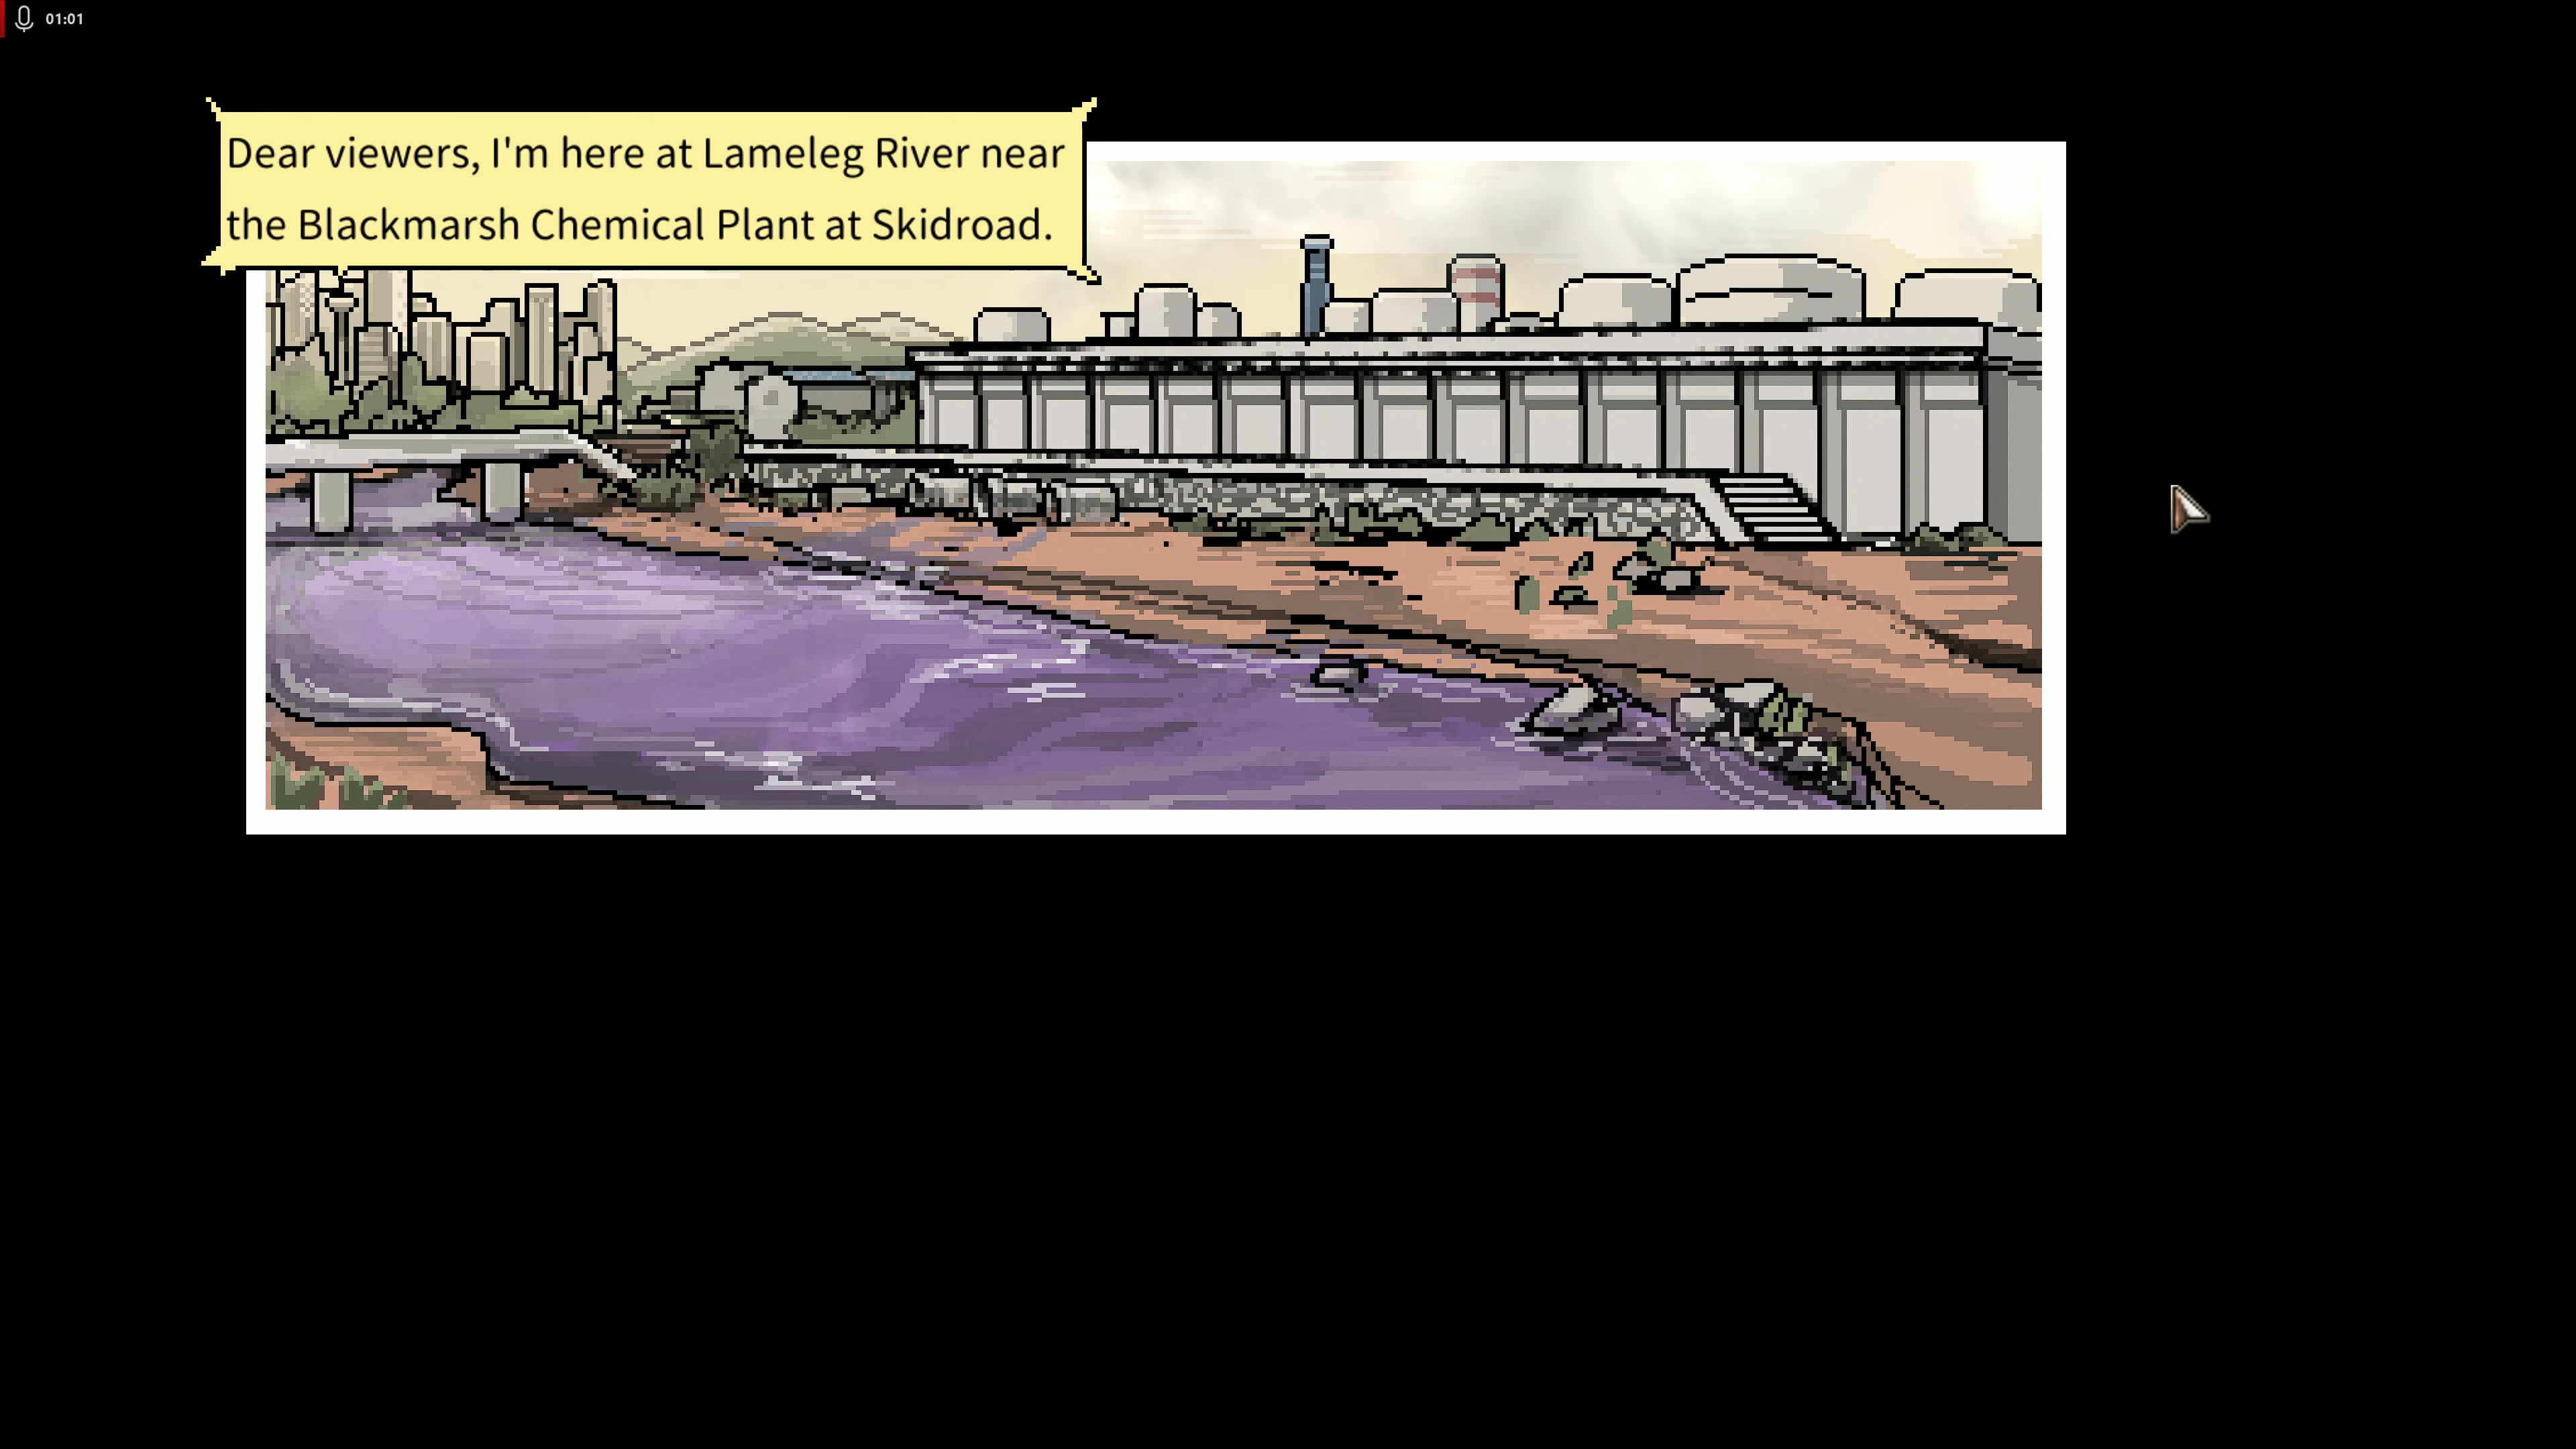 01:01
Dear viewers, I'm here at Lameleg River near
the Blackmarsh Chemical Plant at Skidroad.